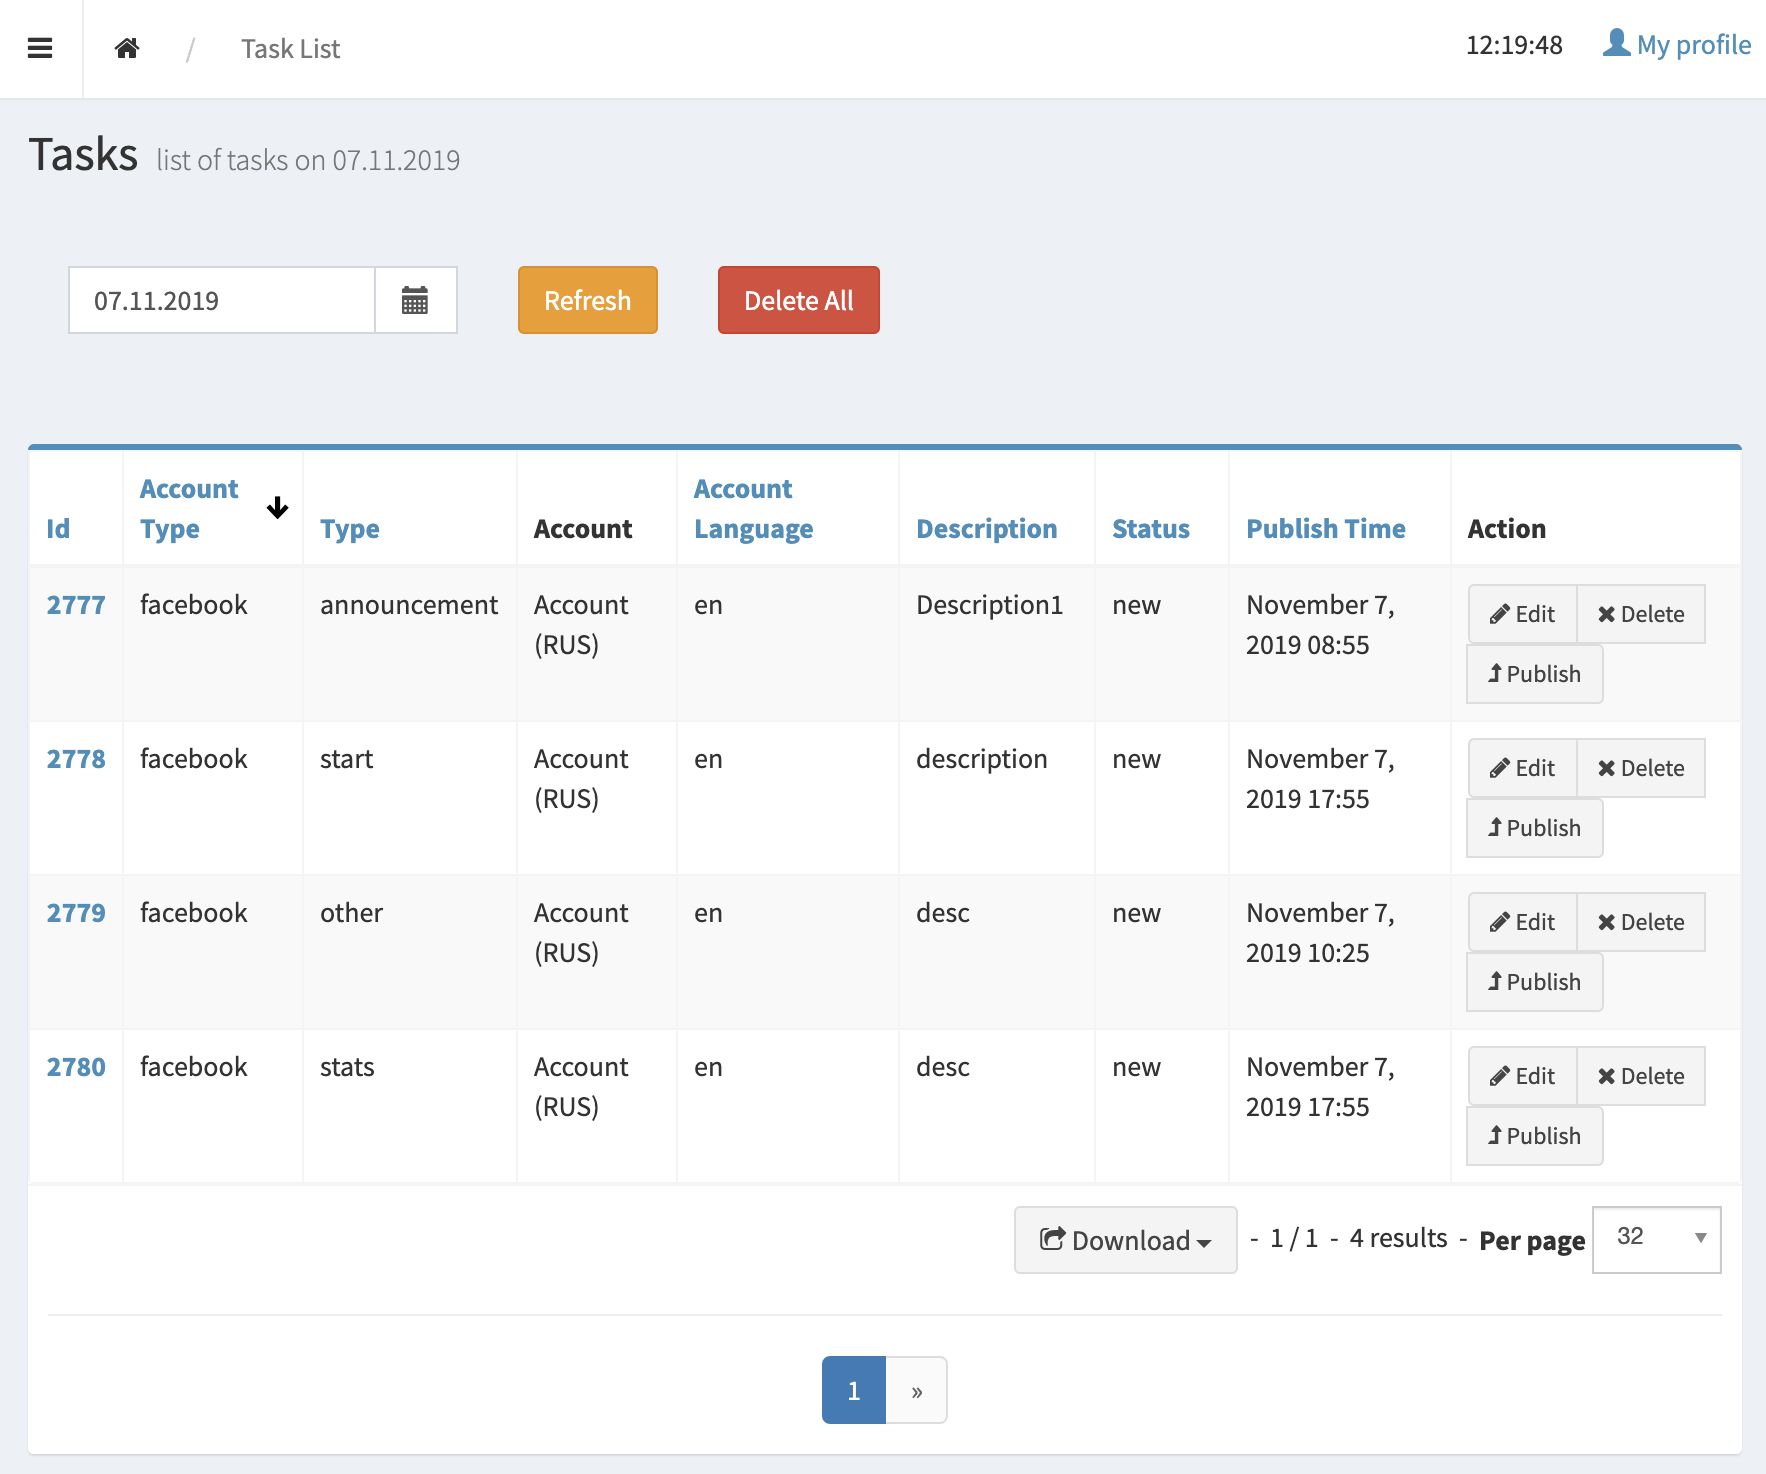 / Task List 12:19:48 My profile
Tasks list of tasks on 07.11.2019
07.11.2019 Refresh Delete All
Id Account Type Type Account Account Language Description Status Publish Time Action
2777 facebook announcement Account en Description1 new November 7, Edit Delete
(RUS) 2019 08:55
Publish
2778 facebook start Account en description new November 7, Edit Delete
(RUS) 2019 17:55
Publish
2779 facebook other Account en desc new November 7, Edit Delete
(RUS) 2019 10:25
Publish
2780 facebook stats Account en desc new November 7, Edit Delete
(RUS) 2019 17:55
Publish
Download - 1 / 1 - 4 results - Per page 32
1 »